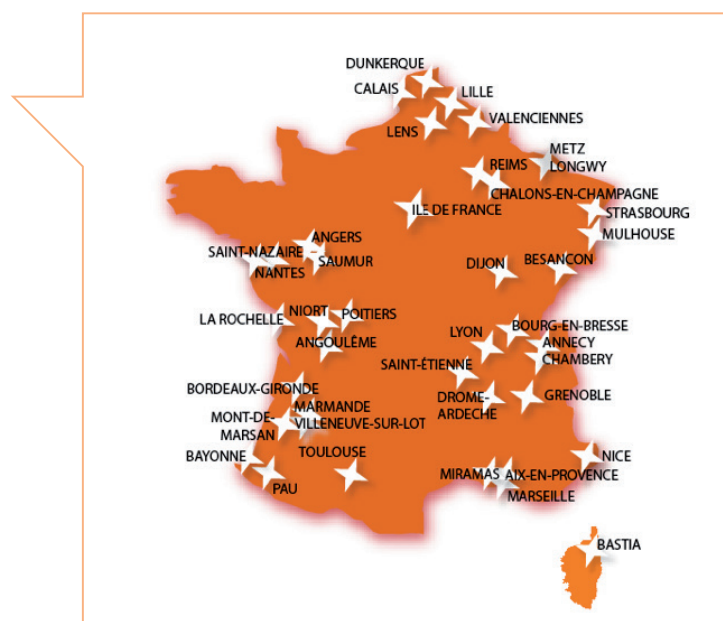 DUNKERQUE
CALAIS
LILLE
VALENCIENNES
LENS
METZ
LONGWY
REIMS
CHALONS-EN-CHAMPAGNE
ILE DE FRANCE
STRASBOURG
MULHOUSE
ANGERS
SAINT-NAZAIRE
SAUMUR
NANTES
DIJON
BESANCON
LA ROCHELLE
NIORT
POITIERS
ANGOULÊME
LYON
BOURG-EN-BRESSE
ANNECY
CHAMBERY
SAINT-ÉTIENNE
BORDEAUX-GIRONDE
DROME-
ARDECHE
GRENOBLE
MARMANDE
MONT-DE-
MARSAN
VILLENEUVE-SUR-LOT
BAYONNE
TOULOUSE
PAU
MIRAMAS
AIX-EN-PROVENCE
MARSEILLE
NICE
BASTIA